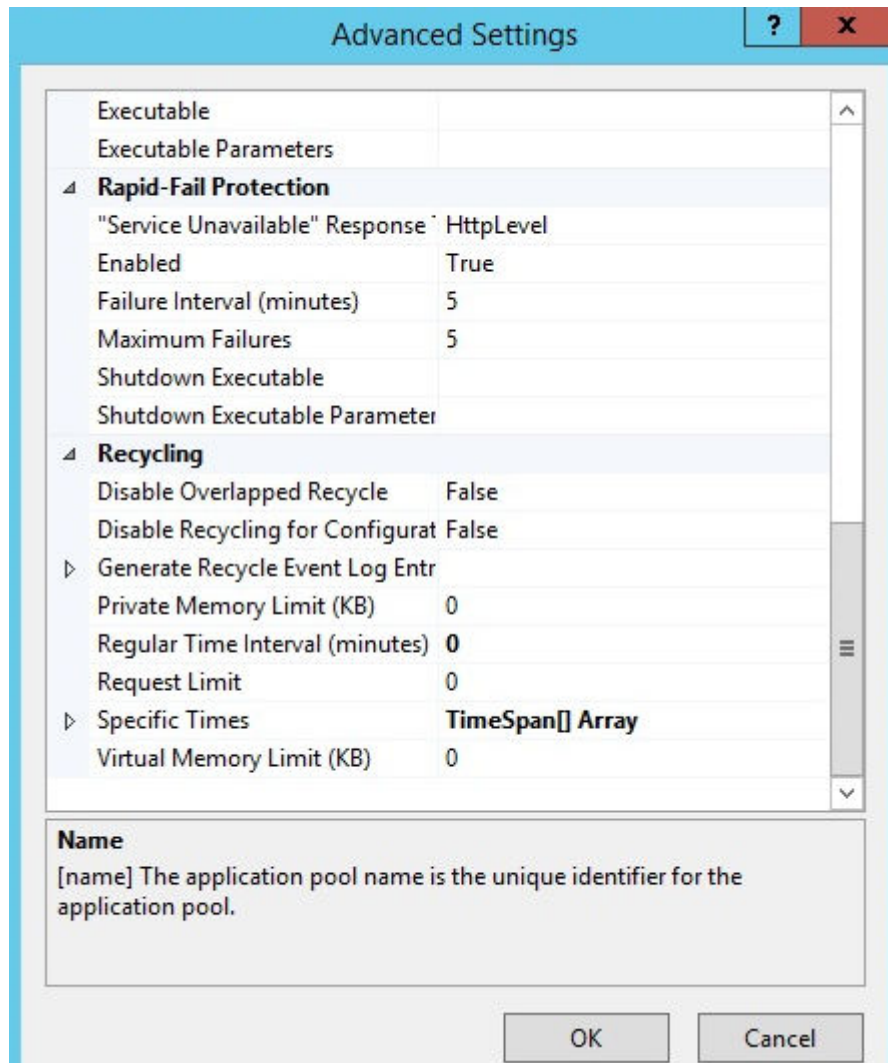 Advanced Settings
?
x
Executable
Executable Parameters
Rapid-Fail Protection
"Service Unavailable" Response HttpLevel
Enabled True
Failure Interval (minutes) 5
Maximum Failures 5
Shutdown Executable
Shutdown Executable Parameter
Recycling
Disable Overlapped Recycle False
Disable Recycling for Configurat False
Generate Recycle Event Log Entr
Private Memory Limit (KB) 0
Regular Time Interval (minutes) 0
Request Limit 0
Specific Times TimeSpan[] Array
Virtual Memory Limit (KB) 0
Name
[name] The application pool name is the unique identifier for the
application pool.
OK Cancel